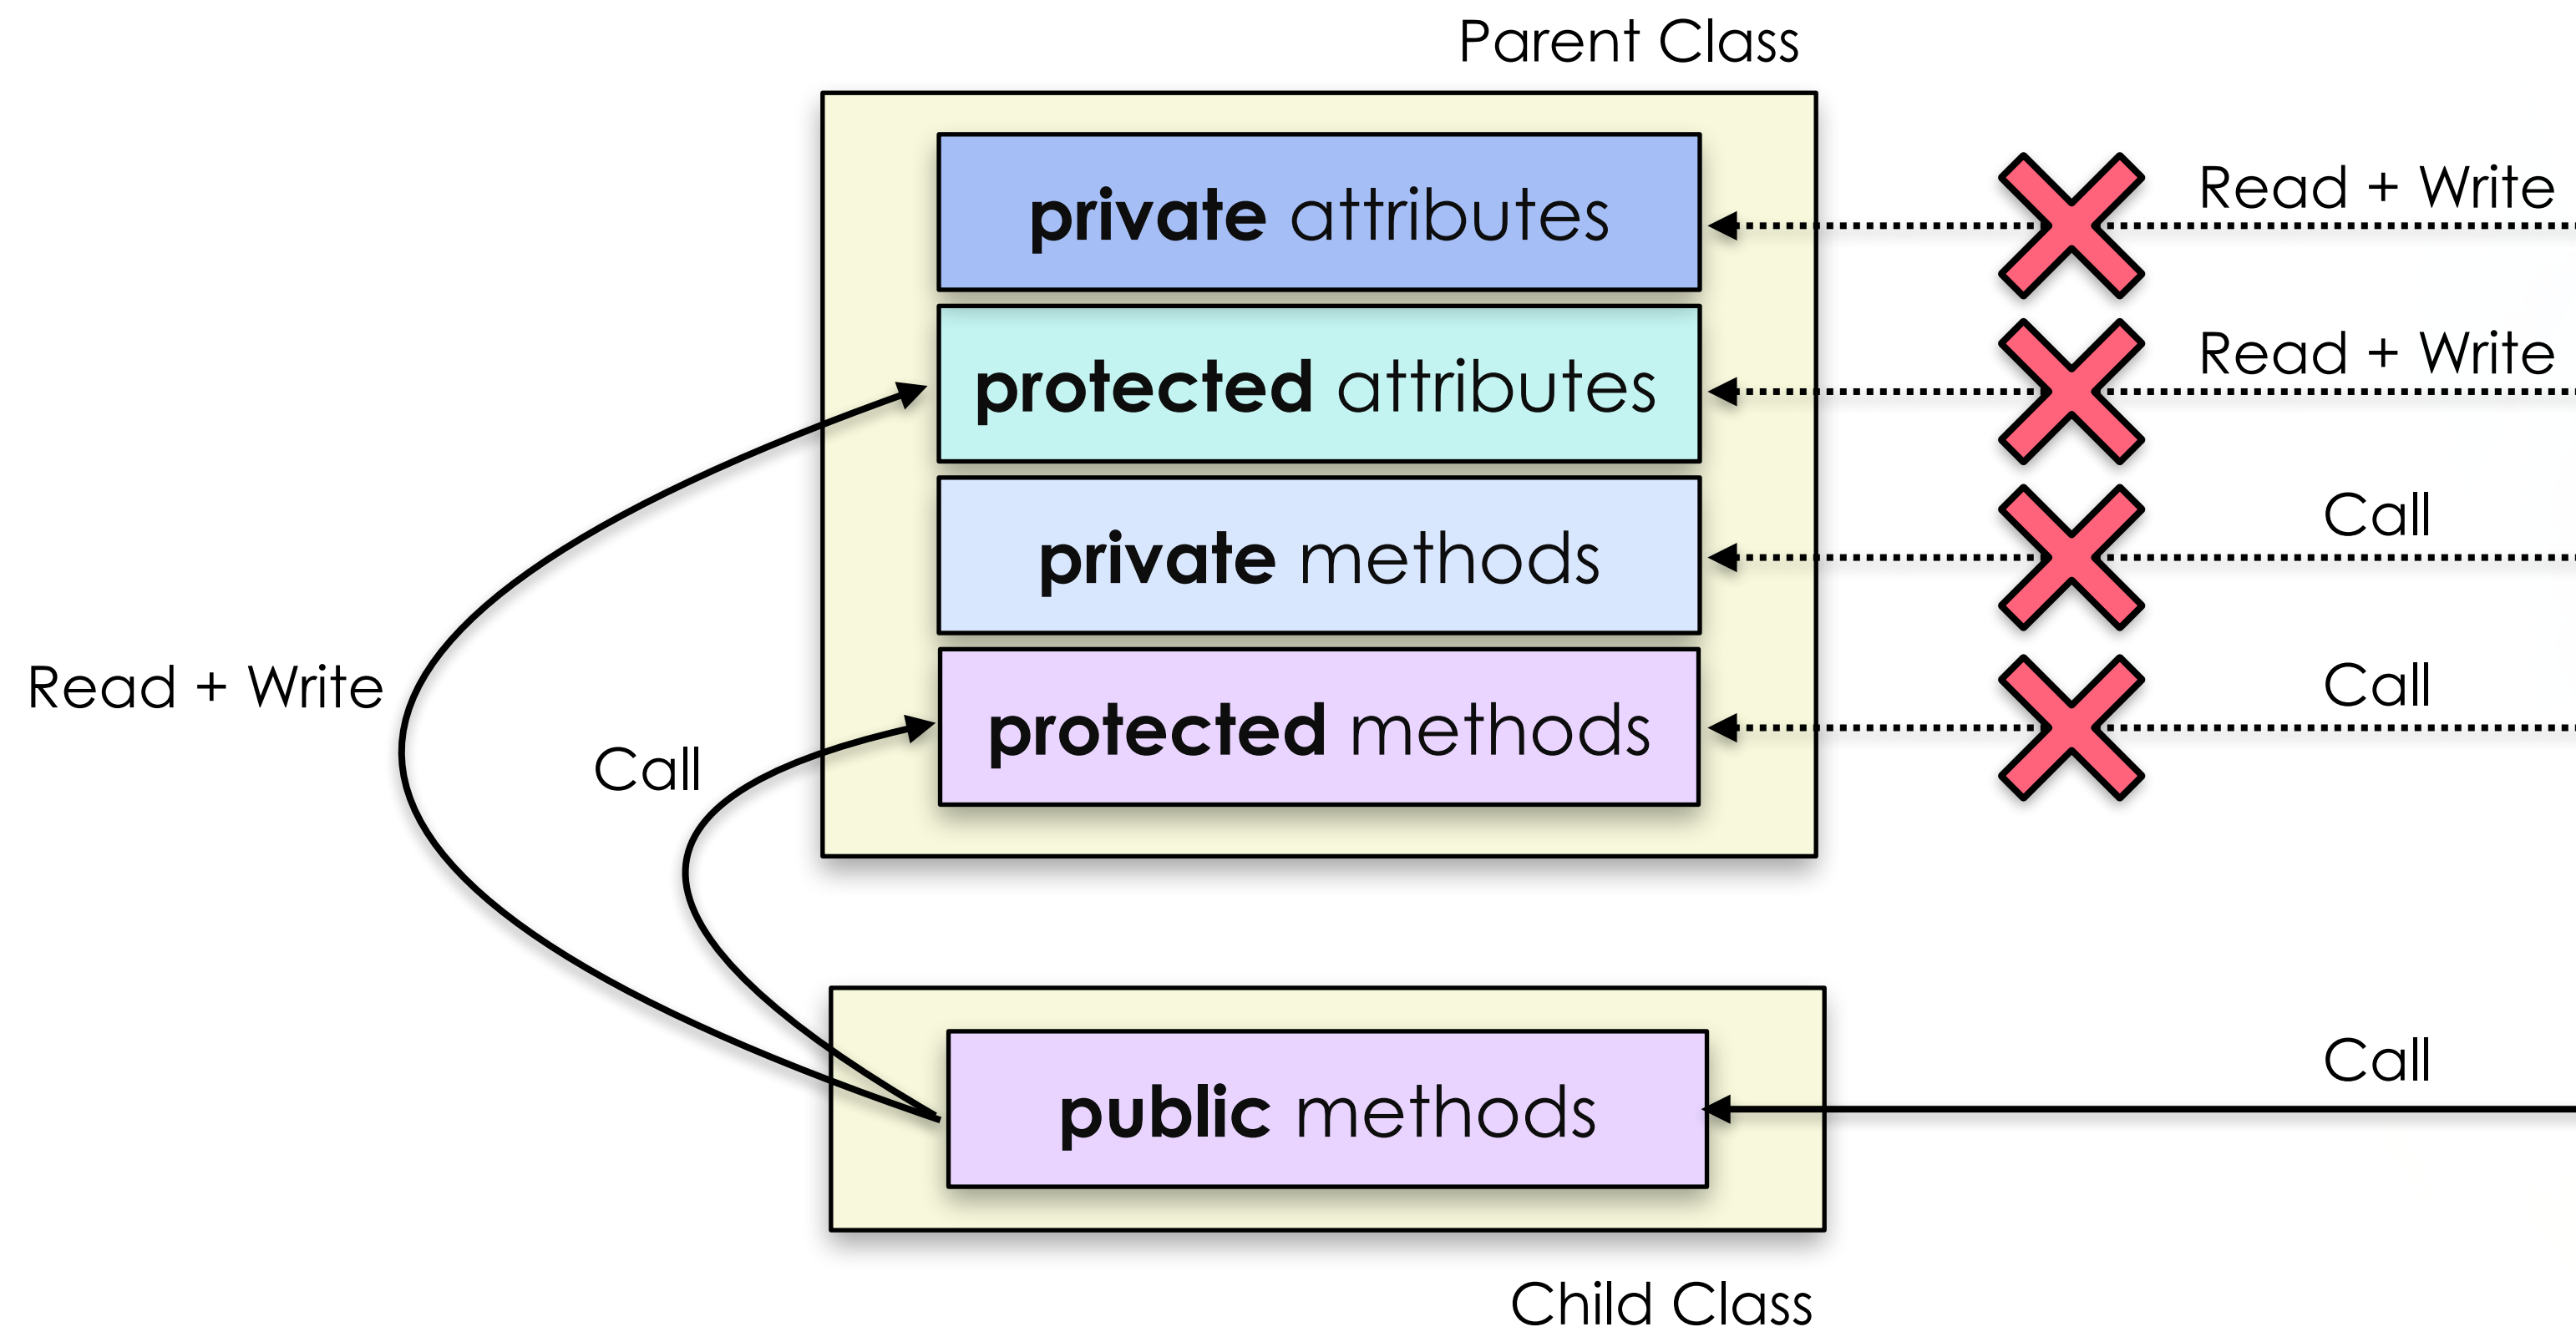 Parent Class
private attributes
Read + Write
protected attributes
Read + Write
private methods
Call
protected methods
Call
Read + Write
Call
public methods
Call
Child Class